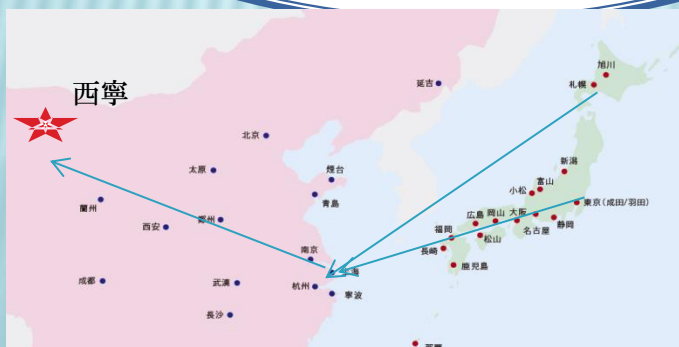 旭川
札幌
延吉
西寧
北京
新潟
太原
煙台
富山
小松
青島
東京(成田/羽田)
蘭州
広島
岡山
大阪
静岡
西安
鄭州
福岡
名古屋
松山
長崎
南京
鹿児島
上海
成都
武漢
杭州
寧波
長沙